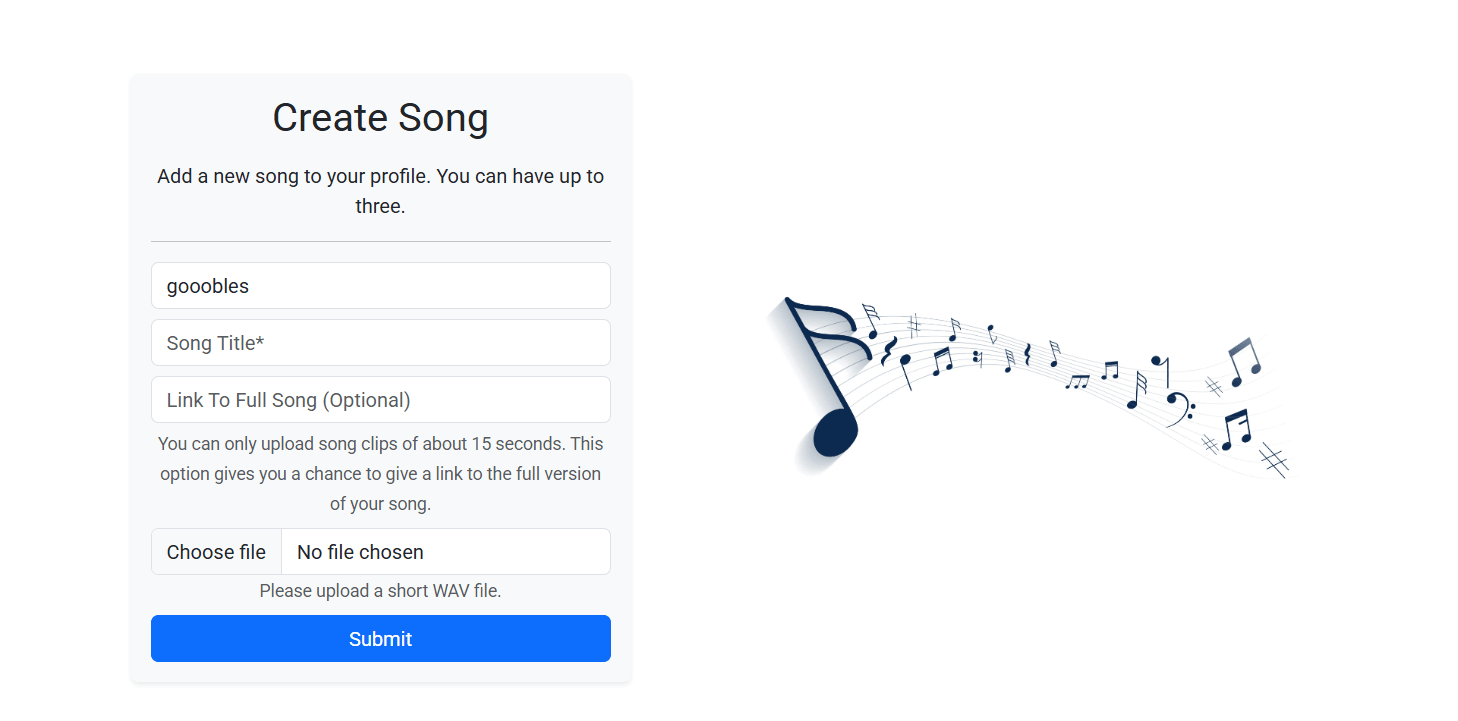 Create Song
Add a new song to your profile. You can have up to
three.
gooobles
Song Title*
Link To Full Song (Optional)
You can only upload song clips of about 15 seconds. This
option gives you a chance to give a link to the full version
of your song.
Choose file No file chosen
Please upload a short WAV file.
Submit